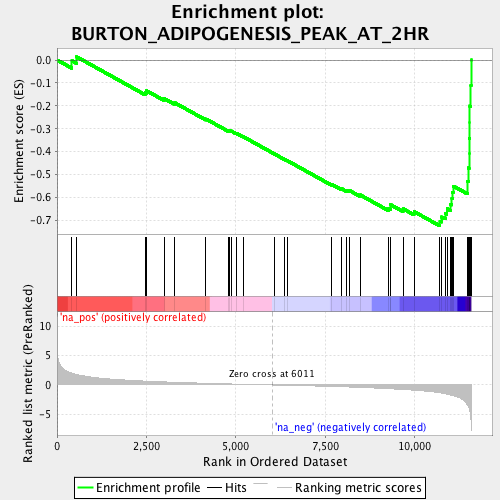 Enrichment plot:
BURTON_ADIPOGENESIS_PEAK_AT_2HR
Enrichment score (ES)
0.0
-0.1
-0.2
-0.3
-0.4
-0.5
-0.6
-0.7
'na_pos' (positively correlated)
Ranked list metric (PreRanked)
10
5
0
-5
Zero cross at 6011
'na_neg' (negatively correlated)
0
2,500
5,000
7,500
10,000
Rank in Ordered Dataset
Enrichment profile
Hits
Ranking metric scores